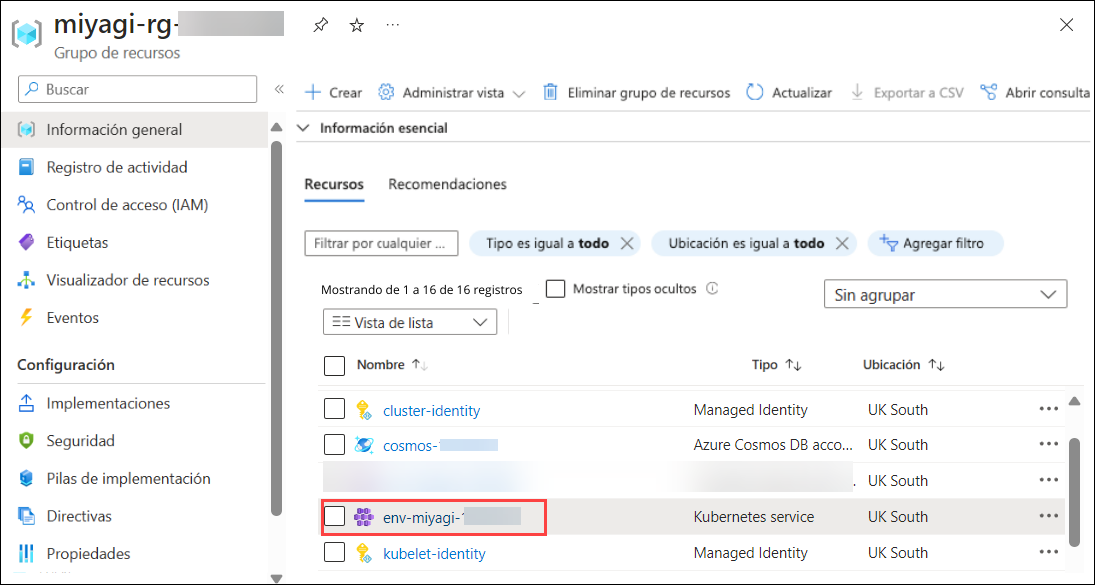 miyagi-rg-
Grupo de recursos
Buscar
«
Crear Administrar vista Eliminar grupo de recursos Actualizar Exportar a CSV Abrir consulta
Información general
Registro de actividad
Control de acceso (IAM)
Etiquetas
Visualizador de recursos
Eventos
Configuración
Implementaciones
Seguridad
Pilas de implementación
Directivas
Propiedades
Información esencial
Recursos Recomendaciones
Filtrar por cualquier ... Tipo es igual a todo Ubicación es igual a todo Agregar filtro
Mostrando de 1 a 16 de 16 registros Mostrar tipos ocultos Sin agrupar
Vista de lista
Nombre Tipo Ubicación
cluster-identity Managed Identity UK South
cosmos- Azure Cosmos DB acco... UK South
UK South
env-miyagi- Kubernetes service UK South
kubelet-identity Managed Identity UK South